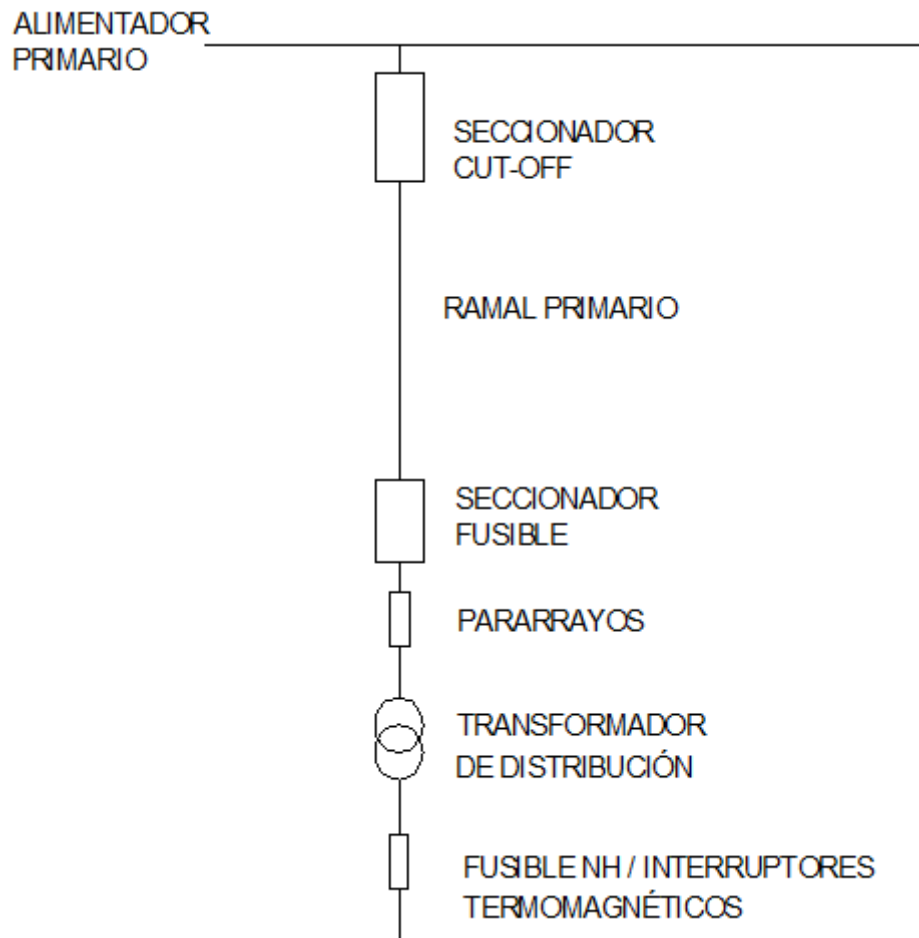 ALIMENTADOR
PRIMARIO
SECCIONADOR
CUT-OFF
RAMAL PRIMARIO
SECCIONADOR
FUSIBLE
PARARRAYOS
TRANSFORMADOR
DE DISTRIBUCIÓN
FUSIBLE NH / INTERRUPTORES
TERMOMAGNÉTICOS